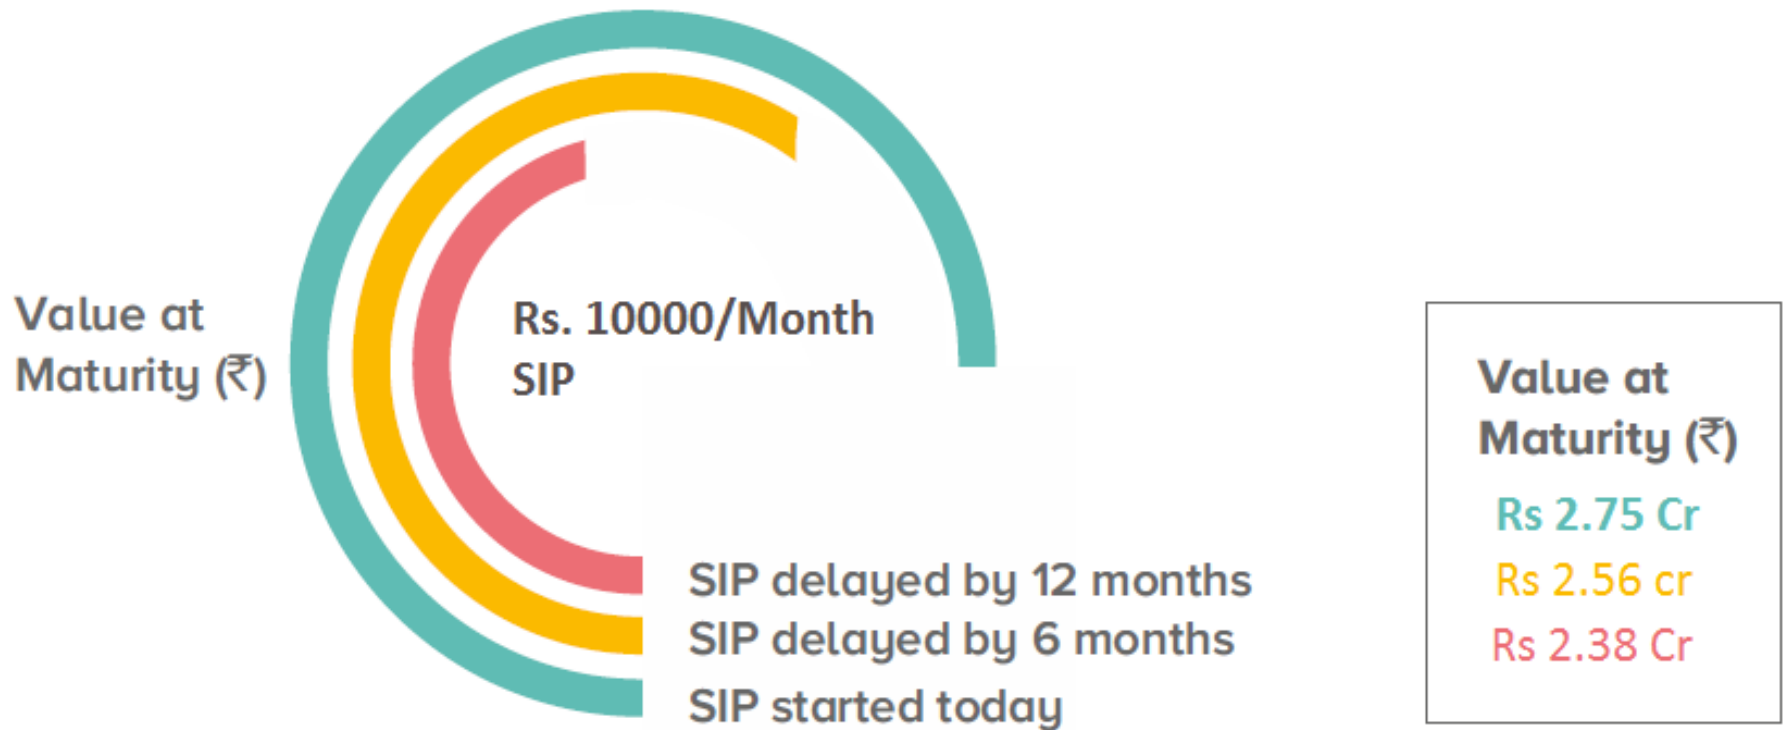 Value at
Maturity (₹)
Rs. 10000/Month
SIP
SIP delayed by 12 months
SIP delayed by 6 months
SIP started today
Value at
Maturity (₹)
Rs 2.75 Cr
Rs 2.56 cr
Rs 2.38 Cr